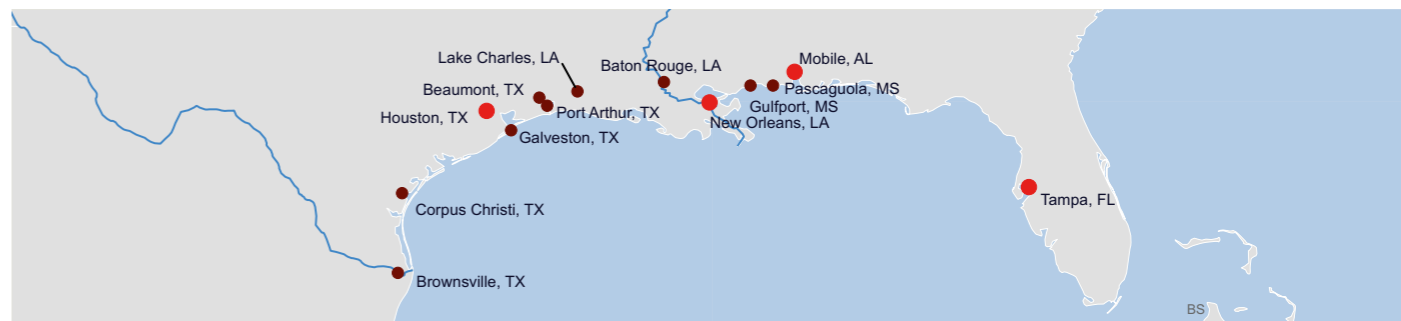 Lake Charles, LA
Baton Rouge, LA
Mobile, AL
Beaumont, TX
Pascaguola, MS
Houston, TX
Port Arthur, TX
Gulfport, MS
New Orleans, LA
Galveston, TX
Tampa, FL
Corpus Christi, TX
Brownsville, TX
BS